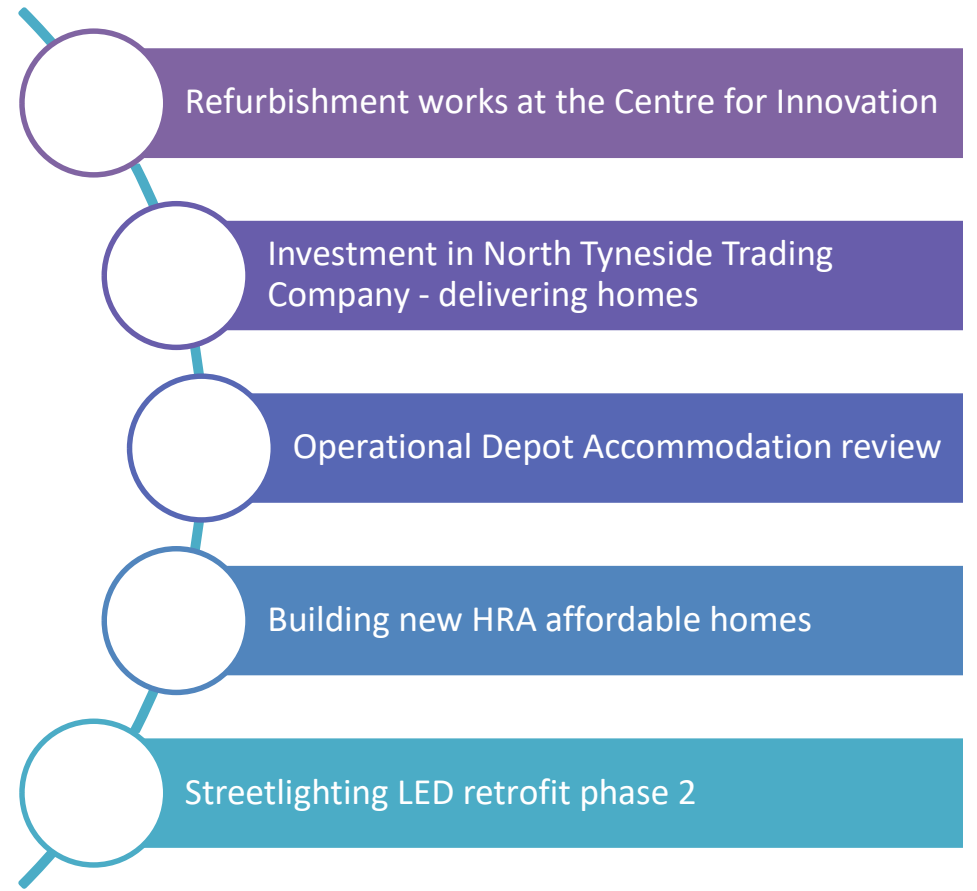 Refurbishment works at the Centre for Innovation
Investment in North Tyneside Trading
Company - delivering homes
Operational Depot Accommodation review
Building new HRA affordable homes
Streetlighting LED retrofit phase 2